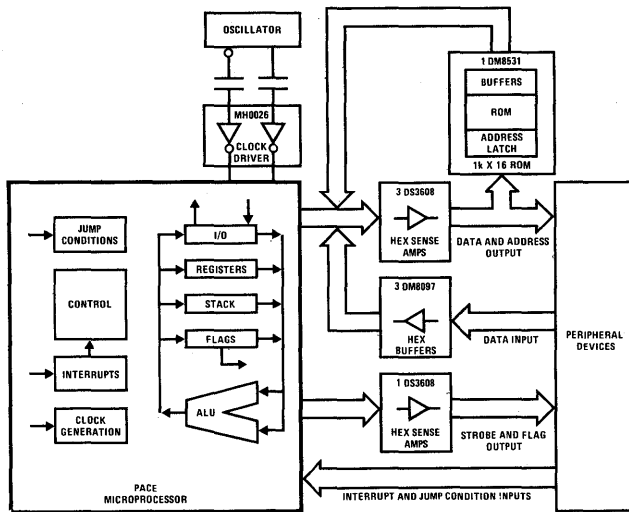 OSCILLATOR
MH0026
CLOCK
DRIVER
1 DM8531
BUFFERS
ROM
ADDRESS
LATCH
1k X 16 ROM
JUMP
CONDITIONS
CONTROL
INTERRUPTS
CLOCK
GENERATION
I/O
REGISTERS
STACK
FLAGS
ALU
PACE
MICROPROCESSOR
3 DS3608
HEX SENSE
AMPS
DATA AND ADDRESS
OUTPUT
3 DM8097
HEX
BUFFERS
DATA INPUT
1 DS3608
HEX SENSE
AMPS
STROBE AND FLAG
OUTPUT
INTERRUPT AND JUMP CONDITION INPUTS
PERIPHERAL
DEVICES